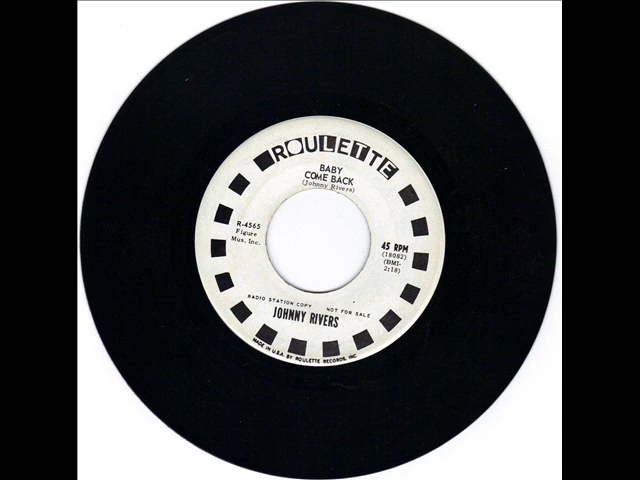 ROULETTE
BABY
COME BACK
(Johnny Rivers)
R-4565
Figure
Mus. Inc.
45 RPM
(18082)
(BMI-
2:18)
RADIO STATION COPY NOT FOR SALE
JOHNNY RIVERS
MADE IN U.S.A. BY ROULETTE RECORDS, INC